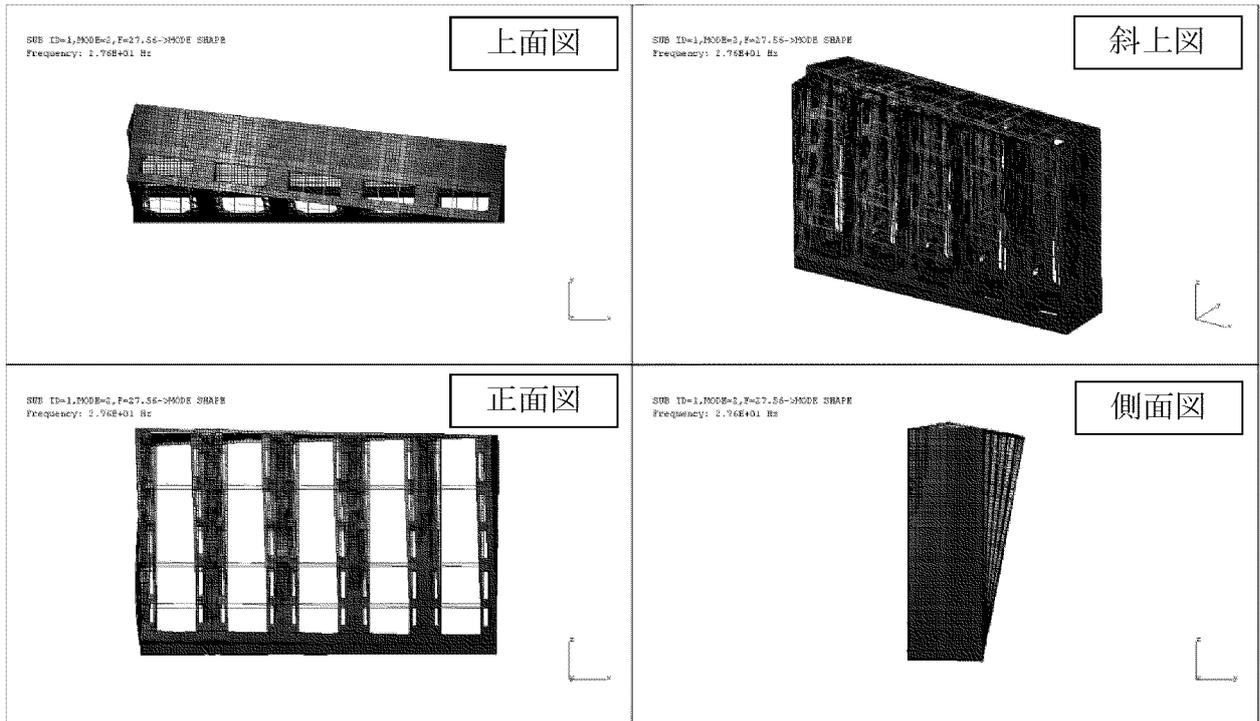 SUB ID=1,MODE=2,F=27.56->MODE SHAPE
Frequency: 2.76E+01 Hz
上面図
SUB ID=1,MODE=2,F=27.56->MODE SHAPE
Frequency: 2.76E+01 Hz
斜上図
SUB ID=1,MODE=2,F=27.56->MODE SHAPE
Frequency: 2.76E+01 Hz
正面図
SUB ID=1,MODE=2,F=27.56->MODE SHAPE
Frequency: 2.76E+01 Hz
側面図